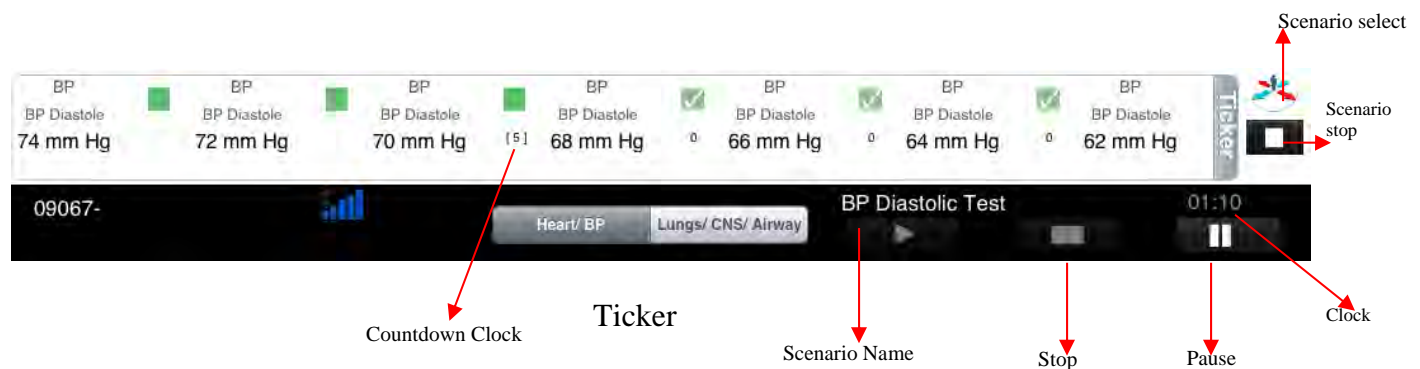 Scenario select
BP BP BP BP BP BP BP
BP Diastole BP Diastole BP Diastole BP Diastole BP Diastole BP Diastole BP Diastole
74 mm Hg 72 mm Hg 70 mm Hg [ 5 ] 68 mm Hg 0 66 mm Hg 0 64 mm Hg 0 62 mm Hg
Ticker
Scenario
stop
09067-
Heart/ BP Lungs/ CNS/ Airway
BP Diastolic Test
01:10
Countdown Clock
Ticker
Scenario Name
Stop
Pause
Clock